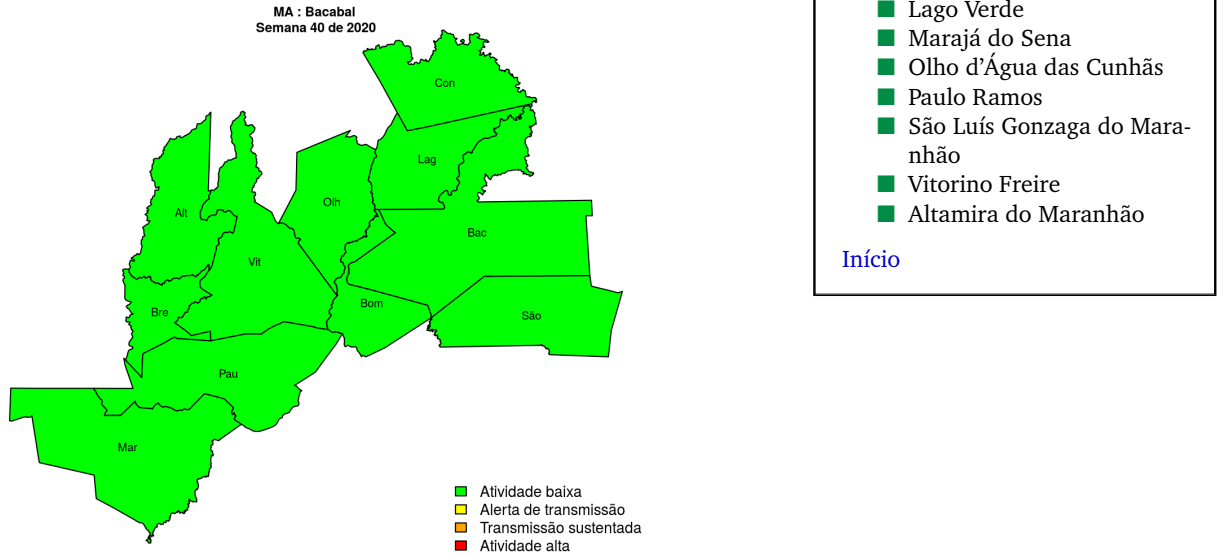 MA : Bacabal
Semana 40 de 2020
Con
Lag
Alt
Olh
Bac
Vit
Bom
Bre
São
Pau
Mar
Atividade baixa
Alerta de transmissão
Transmissão sustentada
Atividade alta
Lago Verde
Marajá do Sena
Olho d'Água das Cunhãs
Paulo Ramos
São Luís Gonzaga do Mara-
nhão
Vitorino Freire
Altamira do Maranhão
Início